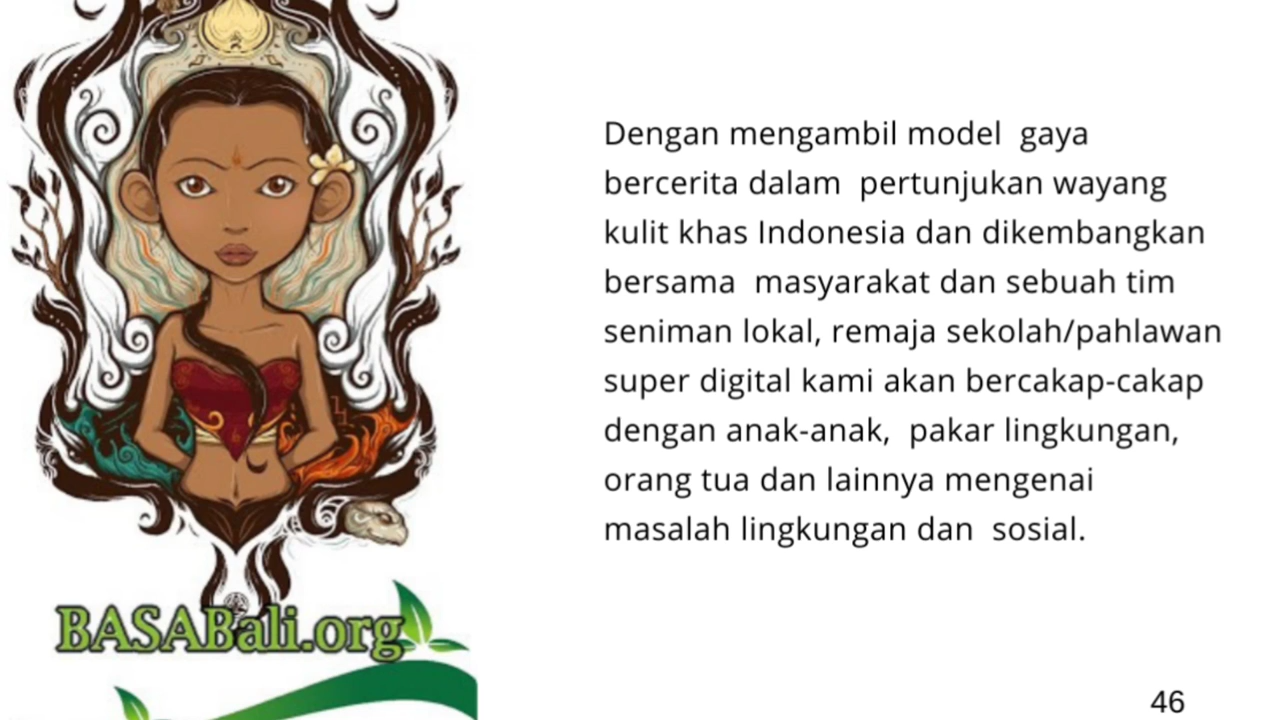 Dengan mengambil model gaya
bercerita dalam pertunjukan wayang
kulit khas Indonesia dan dikembangkan
bersama masyarakat dan sebuah tim
seniman lokal, remaja sekolah/pahlawan
super digital kami akan bercakap-cakap
dengan anak-anak, pakar lingkungan,
orang tua dan lainnya mengenai
masalah lingkungan dan sosial.
BASABali.org
46